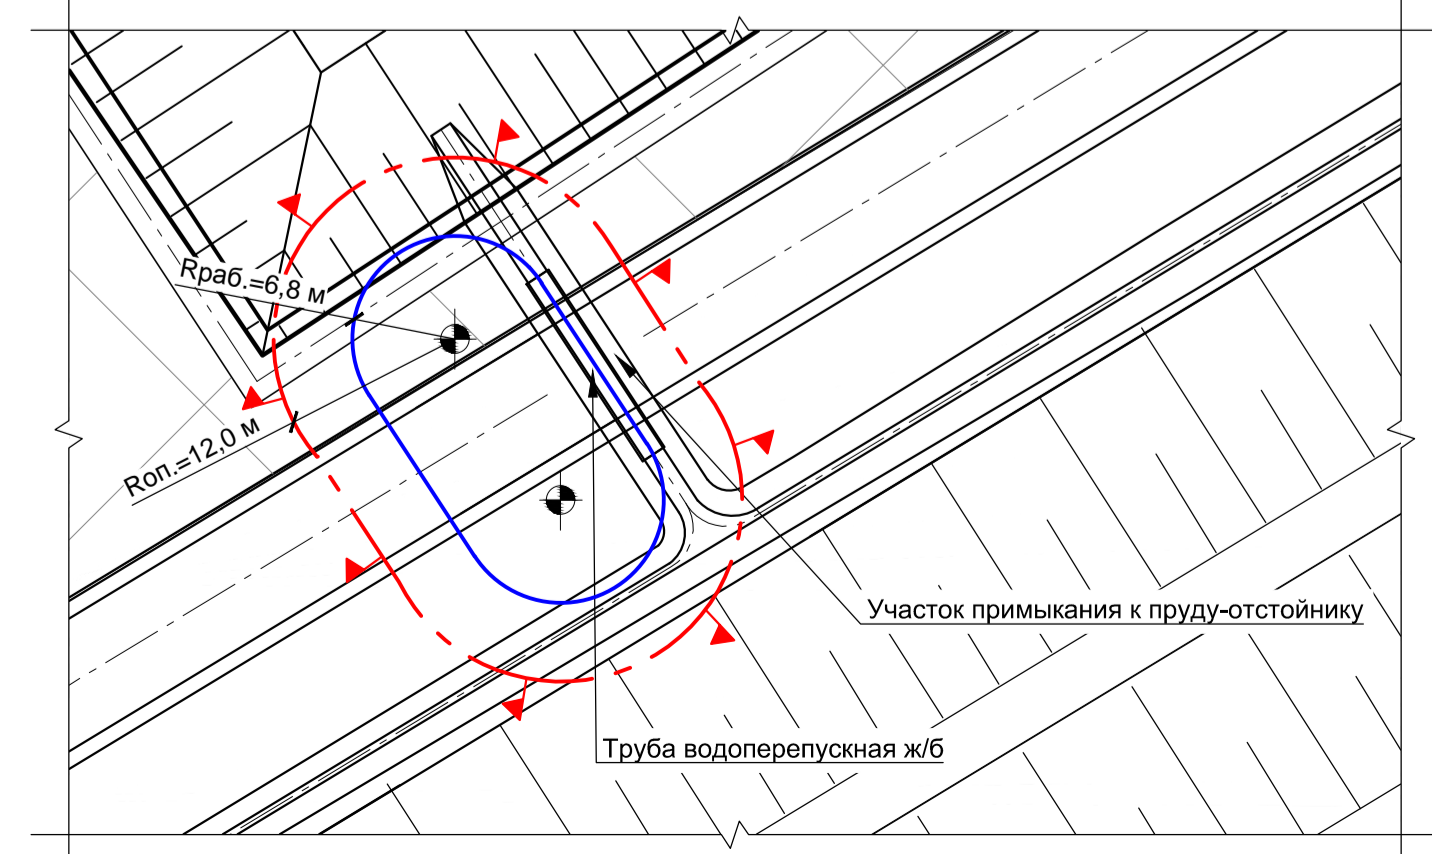 Rраб.=6,8 м
Rоп.=12,0 м
Участок примыкания к пруду-отстойнику
Труба водоперепускная ж/б